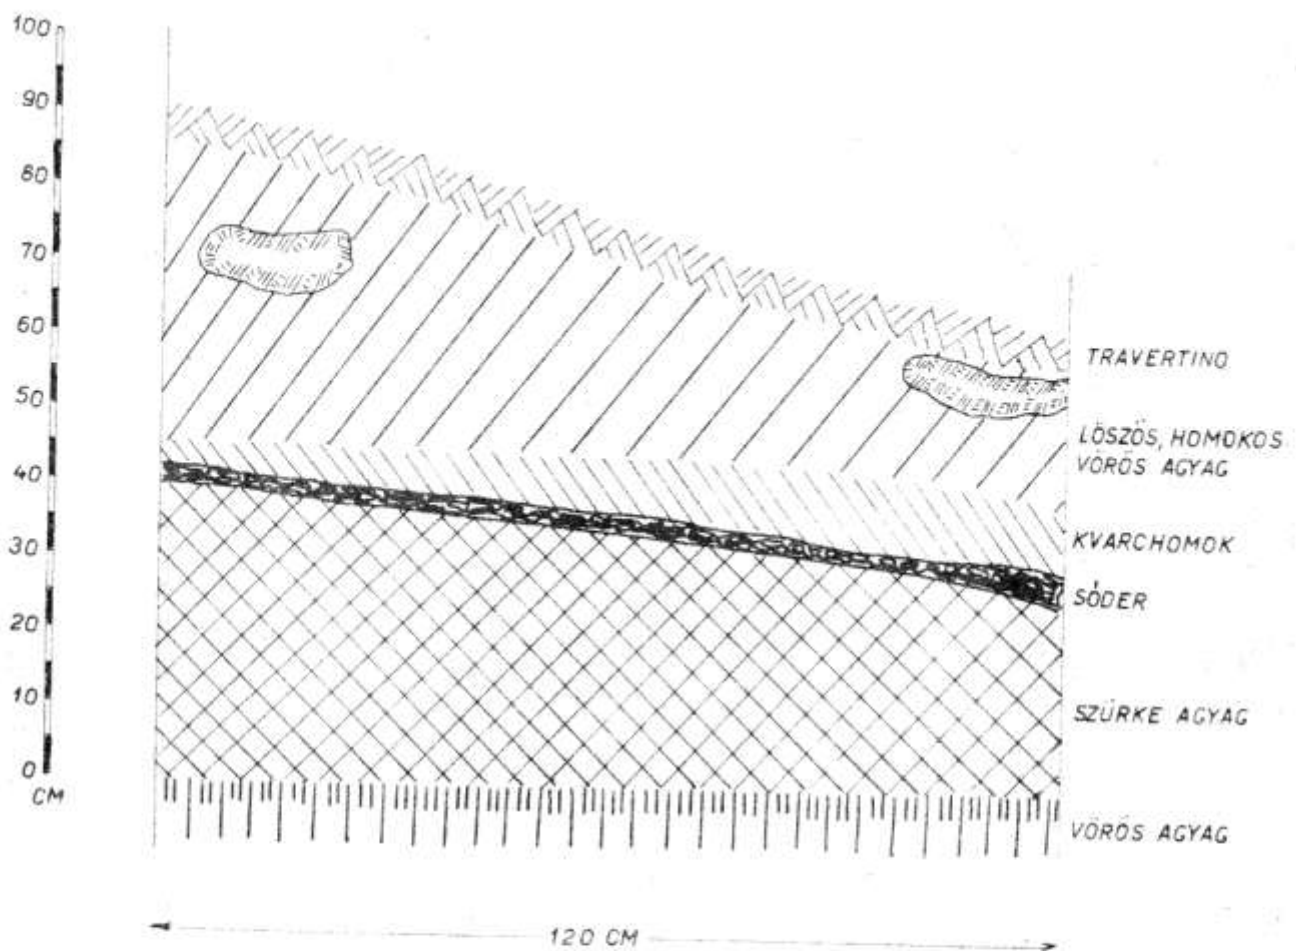 100
90
80
70
60
50
40
30
20
10
0
CM
TRAVERTINO
LÖSZÖS, HOMOKOS
VÖRÖS AGYAG
KVARCHOMOK
SÓDER
SZÜRKE AGYAG
VÖRÖS AGYAG
120 CM